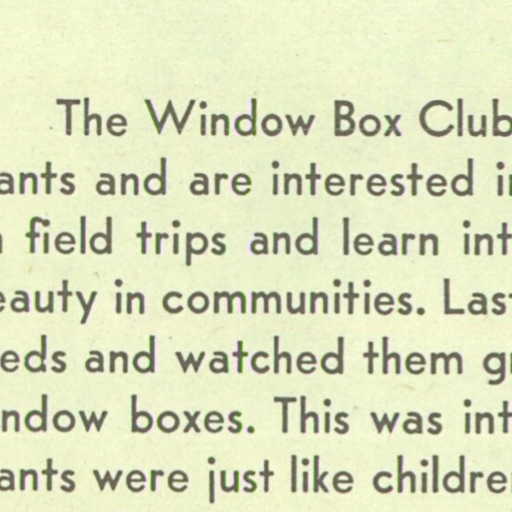 The Window Box Club
ants and are interested i
field trips and learn int
eauty in communities. Last
eds and watched them g
ndow boxes. This was int
ants were just like childre